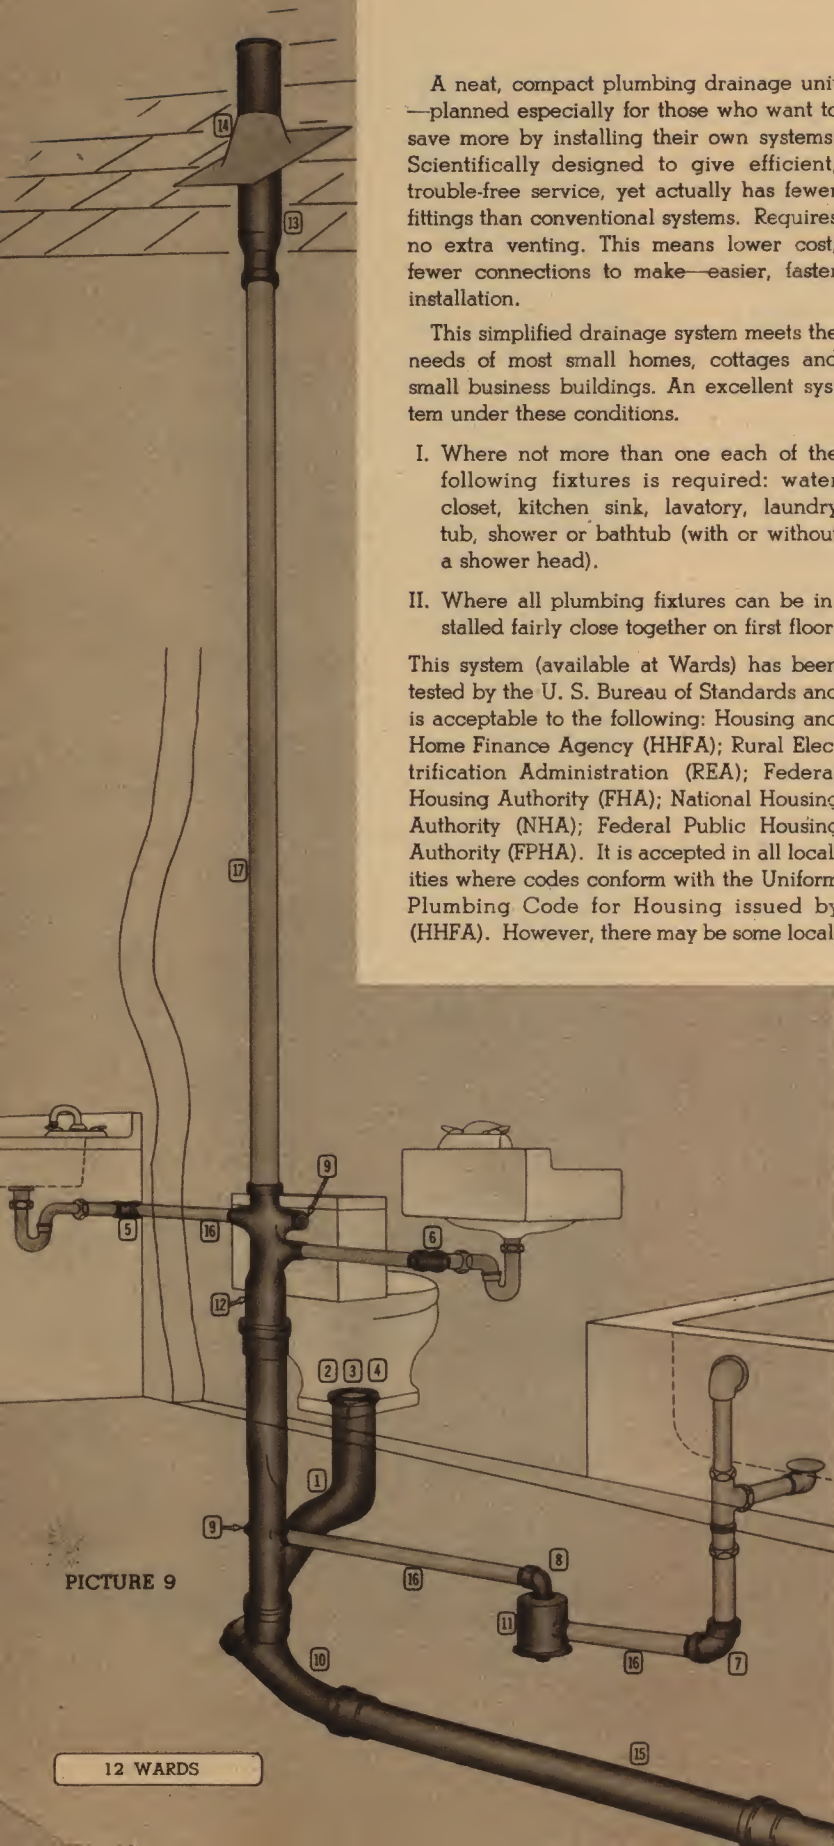 A neat, compact plumbing drainage uni
—planned especially for those who want to
save more by installing their own systems
Scientifically designed to give efficient,
trouble-free service, yet actually has fewer
fittings than conventional systems. Requires
no extra venting. This means lower cost,
fewer connections to make—easier, faster
installation.
This simplified drainage system meets the
needs of most small homes, cottages and
small business buildings. An excellent sys
tem under these conditions.
I. Where not more than one each of the
following fixtures is required: water
closet, kitchen sink, lavatory, laundry
tub, shower or bathtub (with or without
a shower head).
II. Where all plumbing fixtures can be in
stalled fairly close together on first floor
This system (available at Wards) has been
tested by the U. S. Bureau of Standards and
is acceptable to the following: Housing and
Home Finance Agency (HHFA); Rural Elec
trification Administration (REA); Federal
Housing Authority (FHA); National Housing
Authority (NHA); Federal Public Housing
Authority (FPHA). It is accepted in all local
ities where codes conform with the Uniform
Plumbing Code for Housing issued by
(HHFA). However, there may be some local
14
13
17
9
5
16
6
12
2 3 4
1
9
8
16
11
16
7
10
15
PICTURE 9
12 WARDS